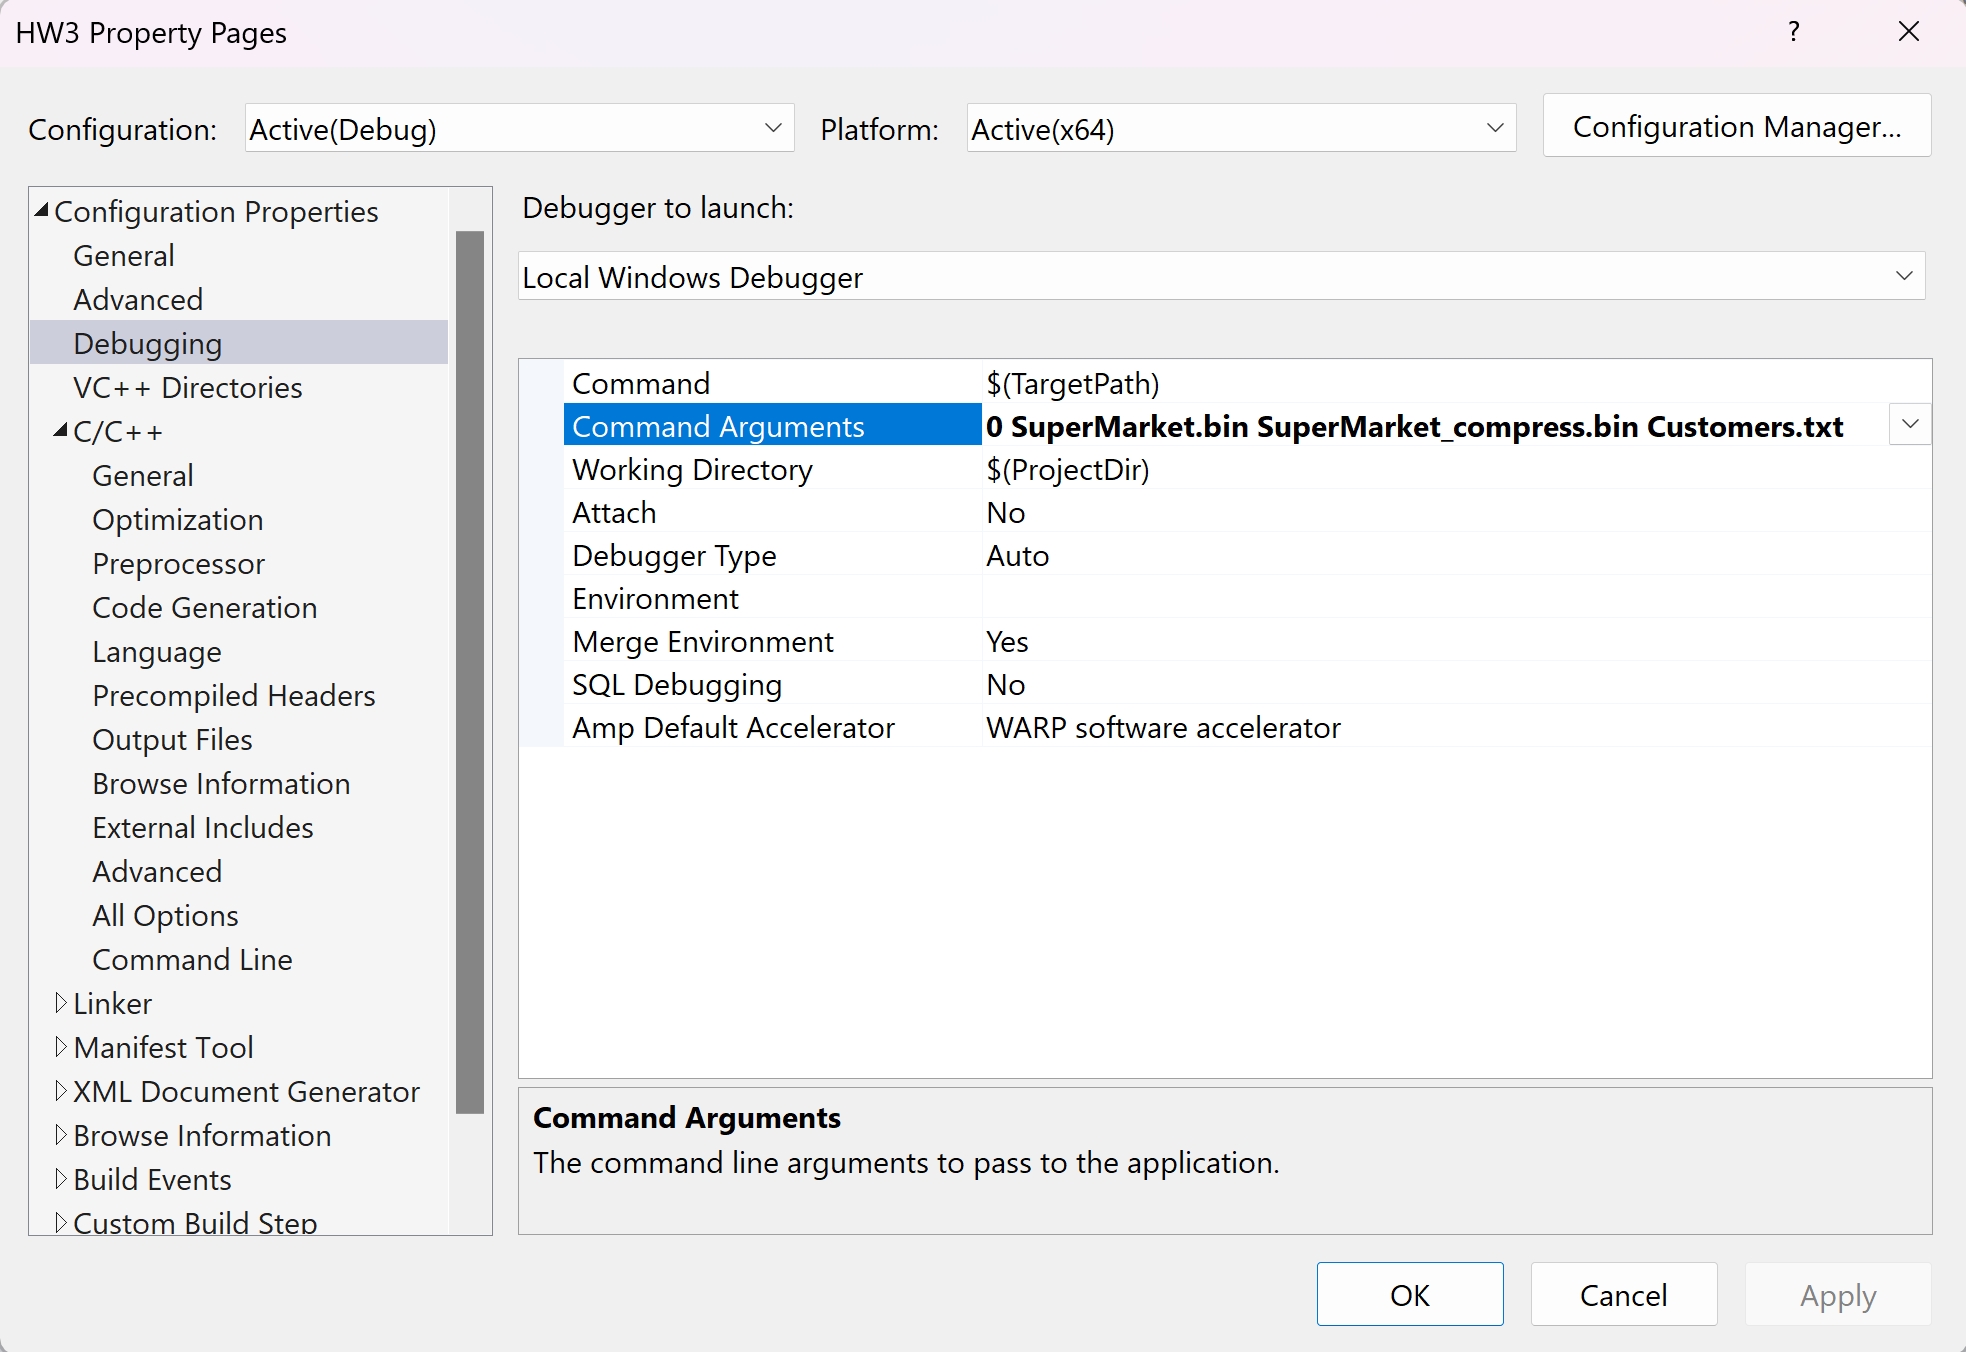 HW3 Property Pages
?
Configuration: Active(Debug) Platform: Active(x64) Configuration Manager...
Configuration Properties
General
Advanced
Debugging
VC++ Directories
C/C++
General
Optimization
Preprocessor
Code Generation
Language
Precompiled Headers
Output Files
Browse Information
External Includes
Advanced
All Options
Command Line
Linker
Manifest Tool
XML Document Generator
Browse Information
Build Events
Custom Build Step
Debugger to launch:
Local Windows Debugger
Command $(TargetPath)
Command Arguments 0 SuperMarket.bin SuperMarket_compress.bin Customers.txt
Working Directory $(ProjectDir)
Attach No
Debugger Type Auto
Environment
Merge Environment Yes
SQL Debugging No
Amp Default Accelerator WARP software accelerator
Command Arguments
The command line arguments to pass to the application.
OK Cancel Apply